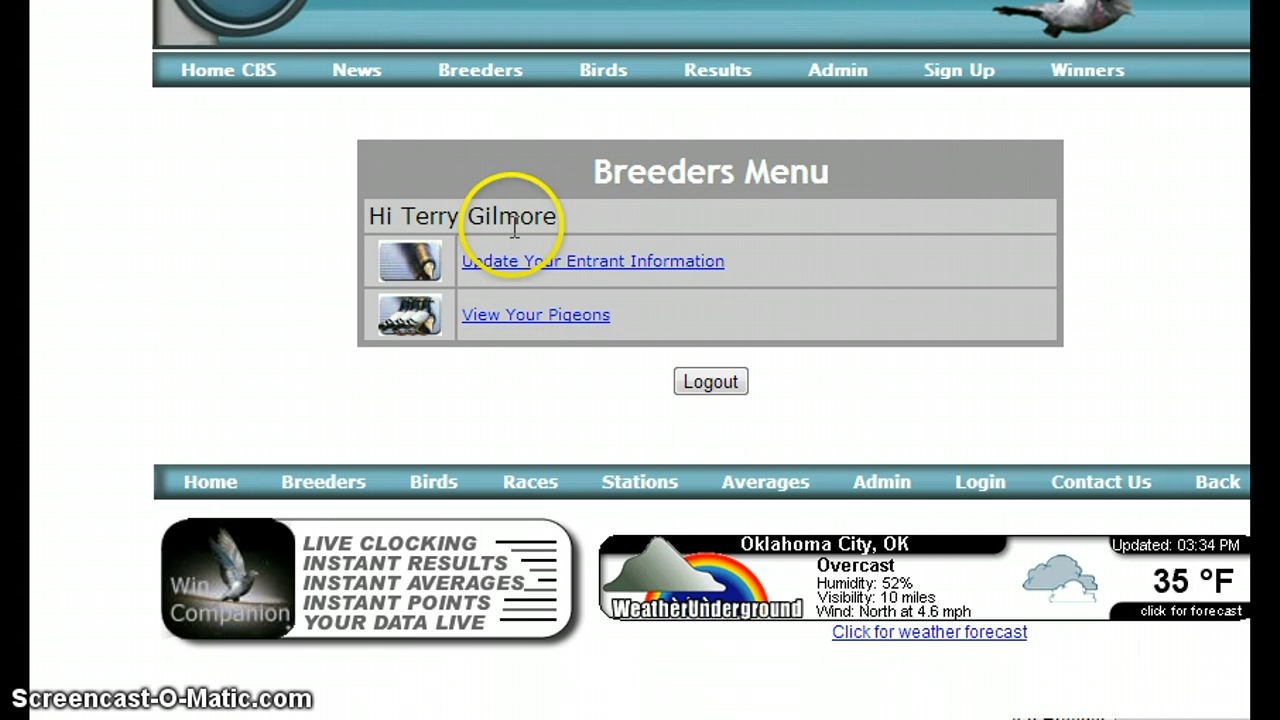 Home CBS News Breeders Birds Results Admin Sign Up Winners
Breeders Menu
Hi Terry Gilmore
Update Your Entrant Information
View Your Pigeons
Logout
Home Breeders Birds Races Stations Averages Admin Login Contact Us Back
Win
Companion
LIVE CLOCKING
INSTANT RESULTS
INSTANT AVERAGES
INSTANT POINTS
YOUR DATA LIVE
Oklahoma City, OK
Updated: 03:34 PM
Overcast
Humidity: 52%
Visibility: 10 miles
Wind: North at 4.6 mph
35 °F
WeatherUnderground
click for forecast
Click for weather forecast
Screencast-O-Matic.com